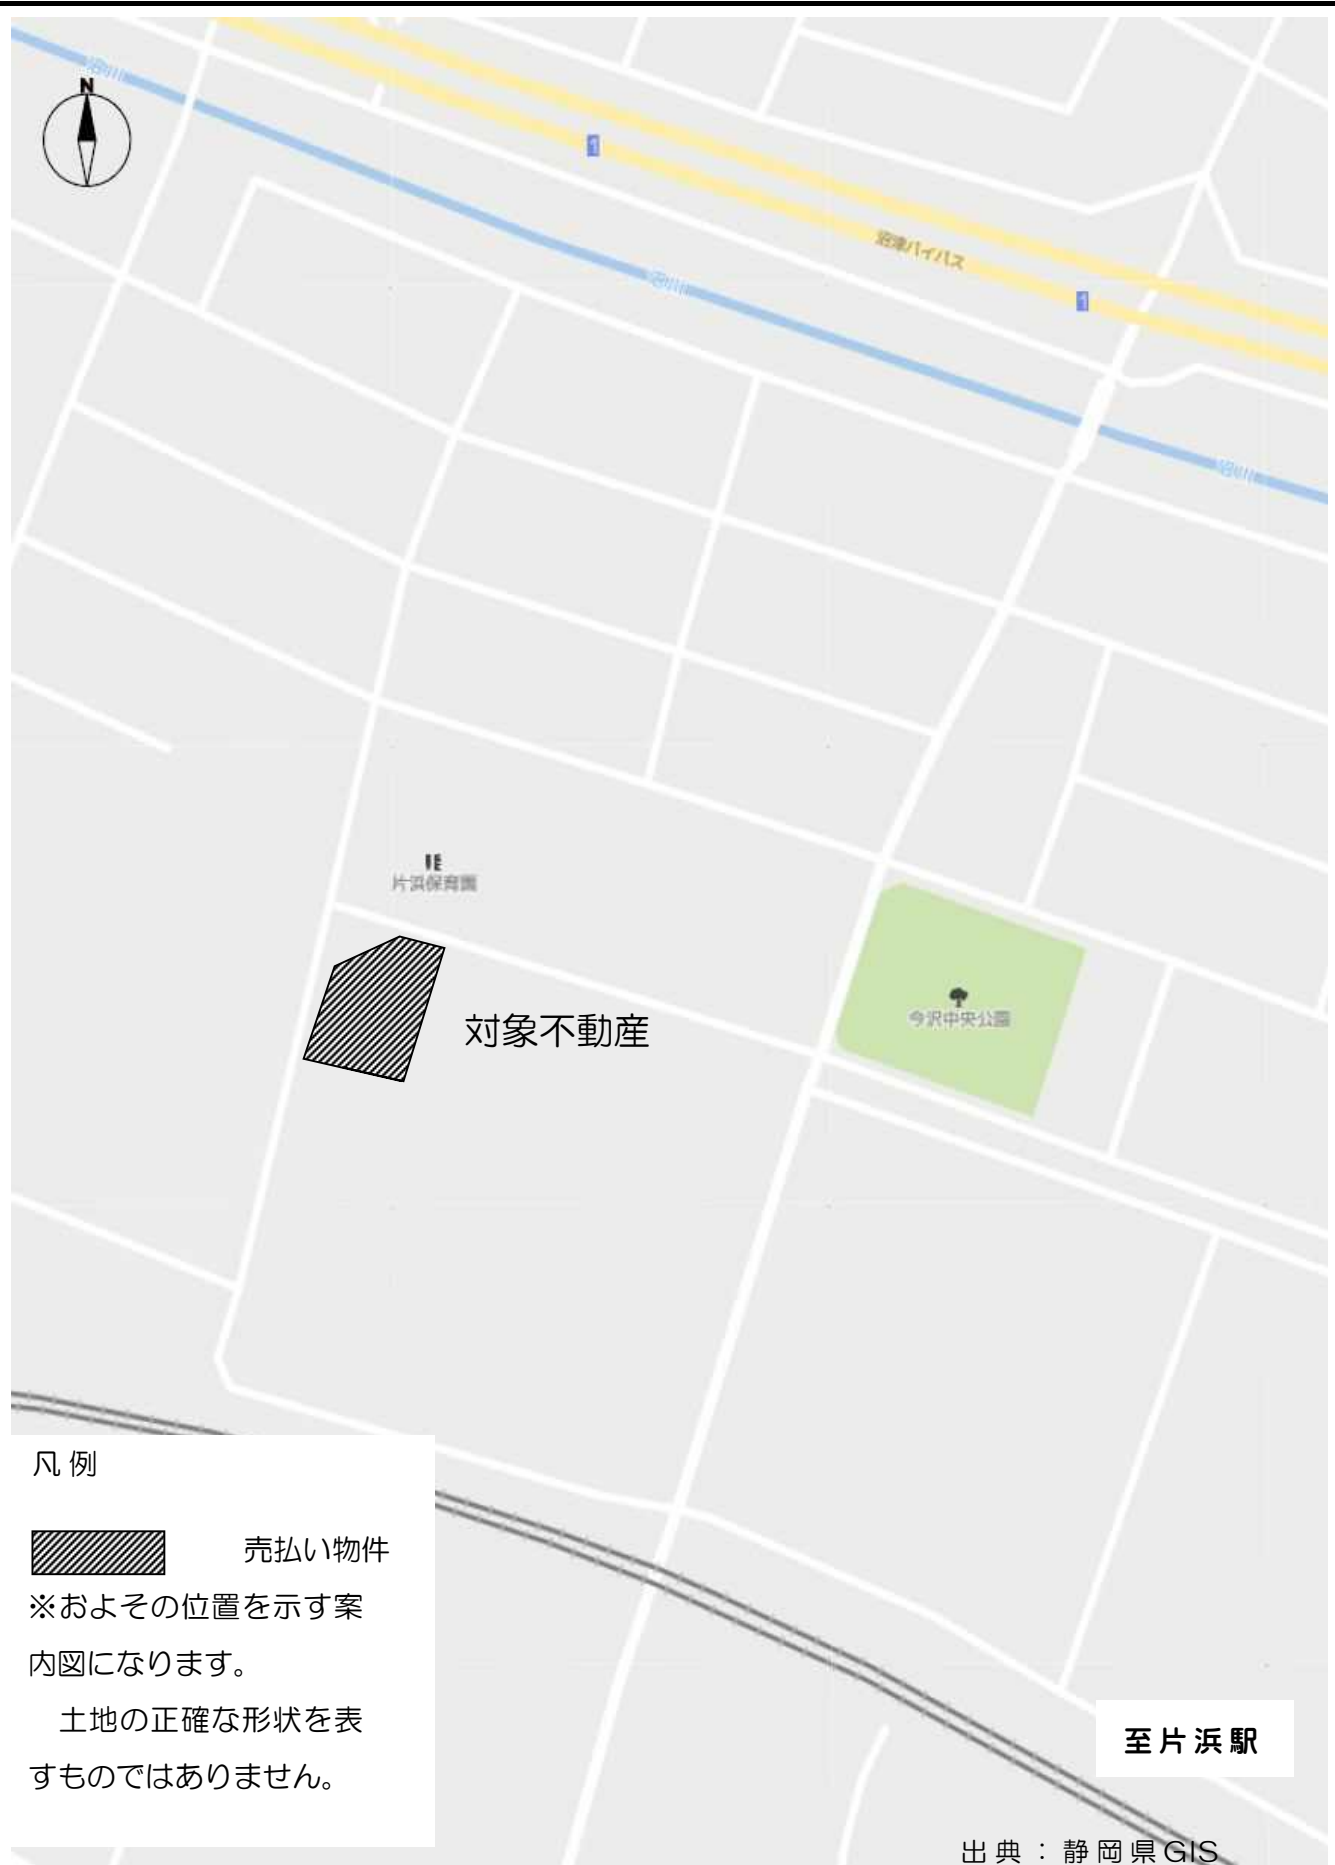 沼川
N
1
沼津バイパス
沼川
1
沼川
片浜保育園
対象不動産
今沢中央公園
凡例
売払い物件
※およその位置を示す案
内図になります。
土地の正確な形状を表
すものではありません。
至片浜駅
出典：静岡県GIS